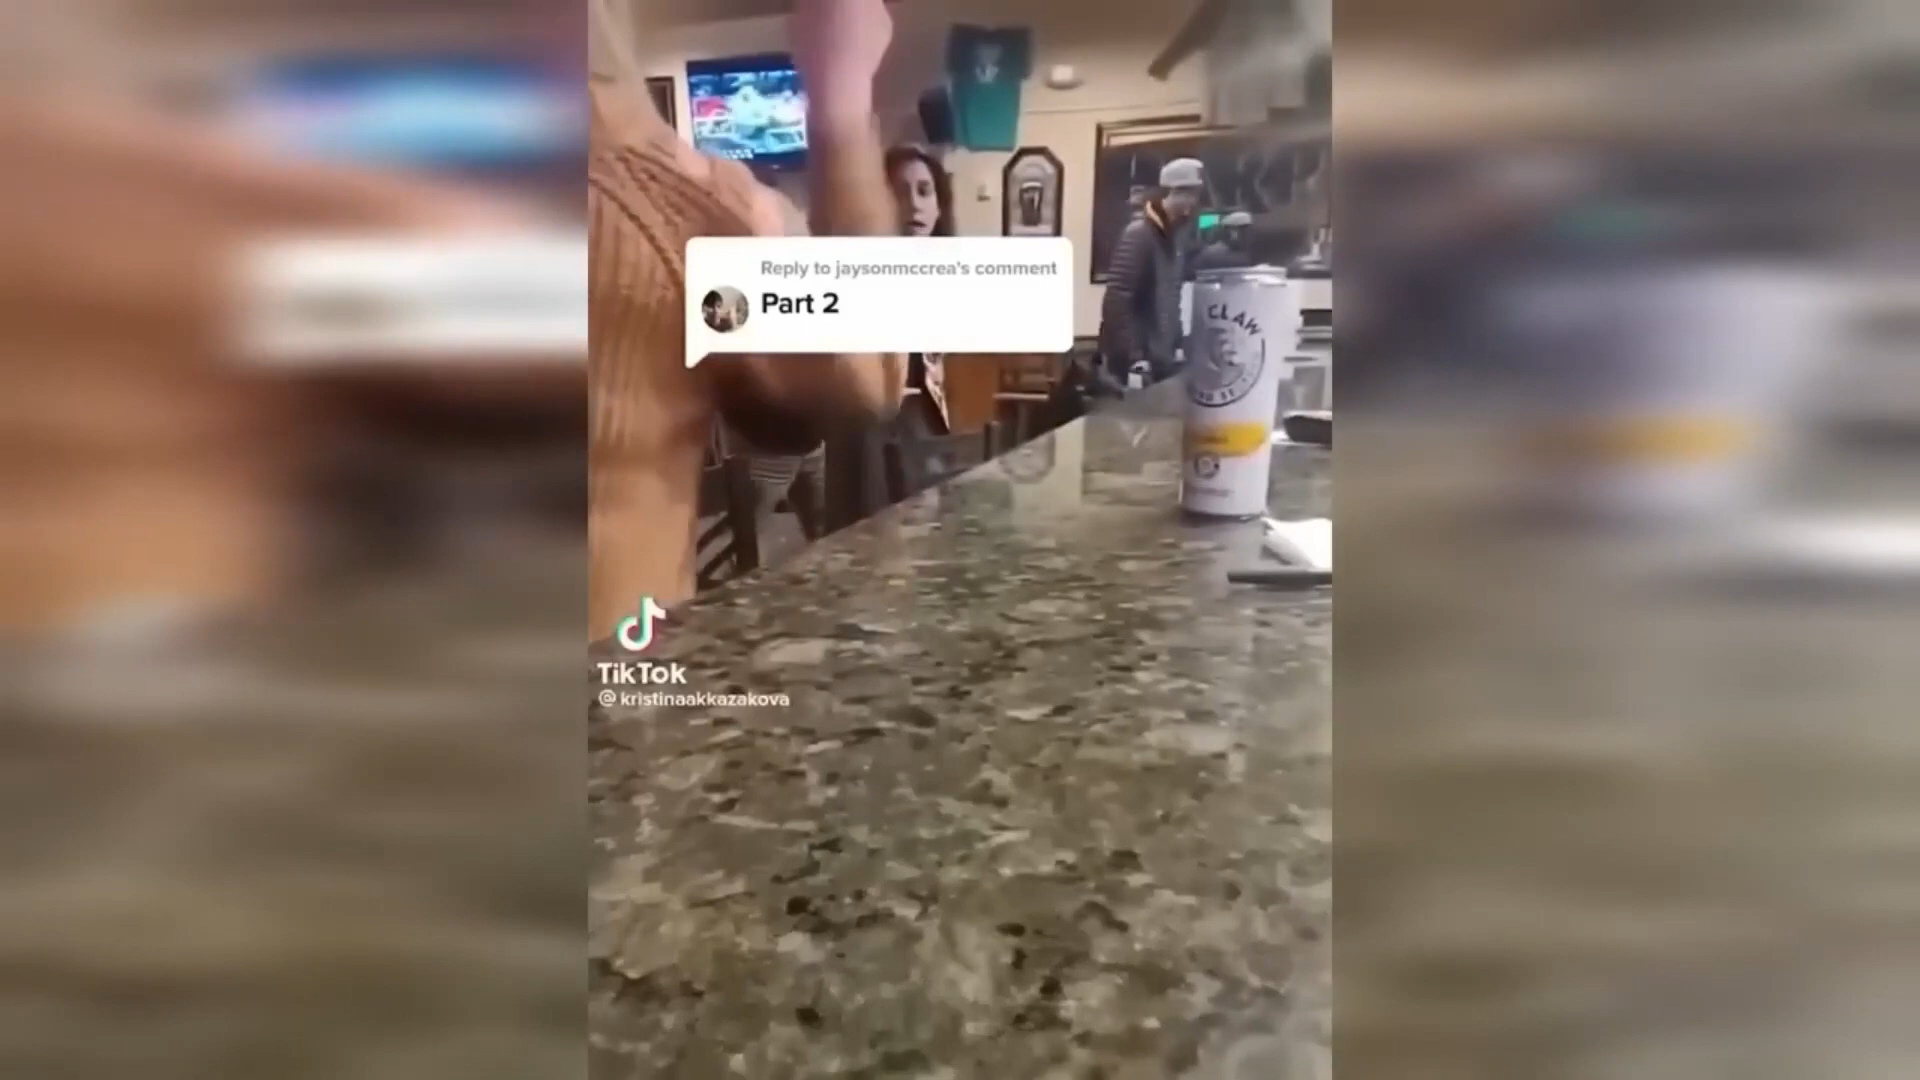 Reply to jaysonmccrea's comment
Part 2
CLAW
TikTok
@kristinaakkazakova